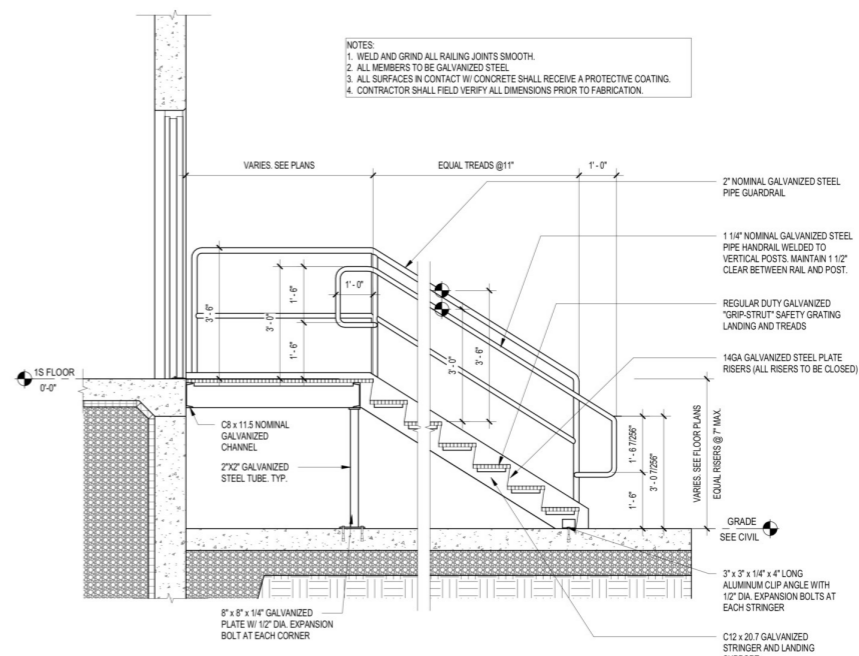 NOTES:
1. WELD AND GRIND ALL RAILING JOINTS SMOOTH.
2. ALL MEMBERS TO BE GALVANIZED STEEL
3. ALL SURFACES IN CONTACT W/ CONCRETE SHALL RECEIVE A PROTECTIVE COATING.
4. CONTRACTOR SHALL FIELD VERIFY ALL DIMENSIONS PRIOR TO FABRICATION.
VARIES. SEE PLANS
EQUAL TREADS @11"
1' - 0"
2" NOMINAL GALVANIZED STEEL
PIPE GUARDRAIL
1 1/4" NOMINAL GALVANIZED STEEL
PIPE HANDRAIL WELDED TO
VERTICAL POSTS. MAINTAIN 1 1/2"
CLEAR BETWEEN RAIL AND POST.
REGULAR DUTY GALVANIZED
"GRIP-STRUT" SAFETY GRATING
LANDING AND TREADS
14GA GALVANIZED STEEL PLATE
RISERS (ALL RISERS TO BE CLOSED)
3' - 6"
3' - 0"
1' - 6"
1' - 6"
1' - 0"
3' - 0"
3' - 6"
1S FLOOR
0'-0"
C8 x 11.5 NOMINAL
GALVANIZED
CHANNEL
2"X2" GALVANIZED
STEEL TUBE. TYP.
1' - 6 7/256"
1' - 6"
3' - 0 7/256"
VARIES. SEE FLOOR PLANS
EQUAL RISERS @ 7" MAX.
GRADE
SEE CIVIL
8" x 8" x 1/4" GALVANIZED
PLATE W/ 1/2" DIA. EXPANSION
BOLT AT EACH CORNER
3" x 3" x 1/4" x 4" LONG
ALUMINUM CLIP ANGLE WITH
1/2" DIA. EXPANSION BOLTS AT
EACH STRINGER
C12 x 20.7 GALVANIZED
STRINGER AND LANDING